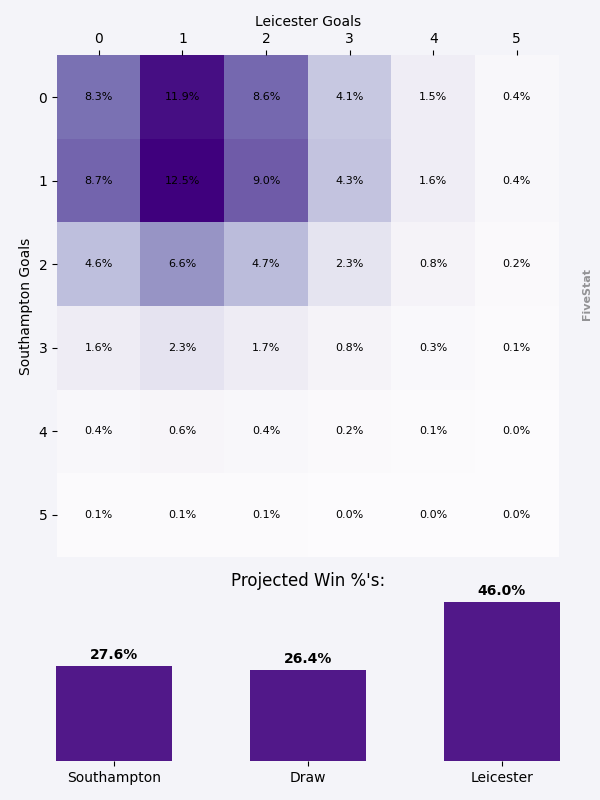 Leicester Goals
0 1 2 3 4 5
Southampton Goals
0 8.3% 11.9% 8.6% 4.1% 1.5% 0.4%
1 8.7% 12.5% 9.0% 4.3% 1.6% 0.4%
2 4.6% 6.6% 4.7% 2.3% 0.8% 0.2%
3 1.6% 2.3% 1.7% 0.8% 0.3% 0.1%
4 0.4% 0.6% 0.4% 0.2% 0.1% 0.0%
5 0.1% 0.1% 0.1% 0.0% 0.0% 0.0%
FiveStat
Projected Win %'s:
27.6% 26.4% 46.0%
Southampton Draw Leicester